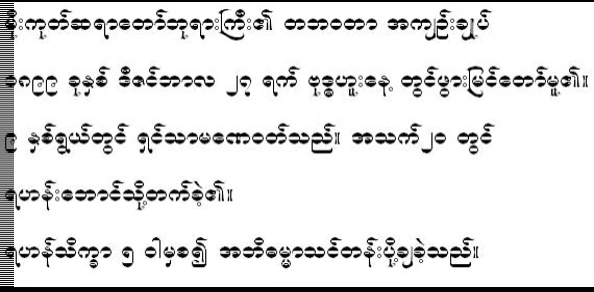 မိုးကုတ်ဆရာတော်ဘုရားကြီး၏ တဘဝတာ အကျဉ်းချုပ်
၁၈၉၉ ခုနှစ် ဒီဇင်ဘာလ ၂၇ ရက် ဗုဒ္ဓဟူးနေ့ တွင်ဖွားမြင်တော်မူ၏။
၉ နှစ်ရွယ်တွင် ရှင်သာမဏေဝတ်သည်။ အသက်၂၀ တွင်
ရဟန်းဘောင်သို့တက်ခဲ့၏။
ရဟန်သိက္ခာ ၅ ဝါမှစ၍ အဘိဓမ္မာသင်တန်းပို့ချခဲ့သည်။